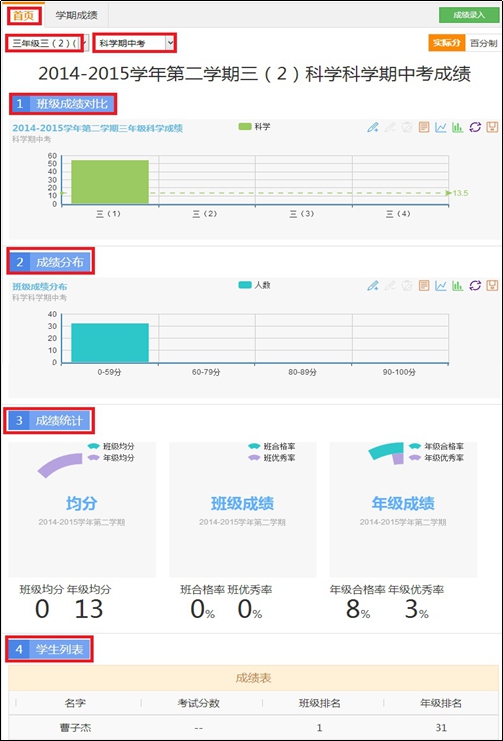 首页 学期成绩 成绩录入
三年级三（2）( 科学期中考 实际分 百分制
2014-2015学年第二学期三（2）科学科学期中考成绩
1 班级成绩对比
2014-2015学年第二学期三年级科学成绩 科学
科学期中考
60
50
40
30
20
10
0
13.5
三（1） 三（2） 三（3） 三（4）
2 成绩分布
班级成绩分布 人数
科学科学期中考
40
30
20
10
0
0-59分 60-79分 80-89分 90-100分
3 成绩统计
班级均分 班合格率 年级合格率
年级均分 班优秀率 年级优秀率
均分 班级成绩 年级成绩
2014-2015学年第二学期 2014-2015学年第二学期 2014-2015学年第二学期
班级均分 年级均分 班合格率 班优秀率 年级合格率 年级优秀率
0 13 0% 0% 8% 3%
4 学生列表
成绩表
名字 考试分数 班级排名 年级排名
曹子杰 -- 1 31